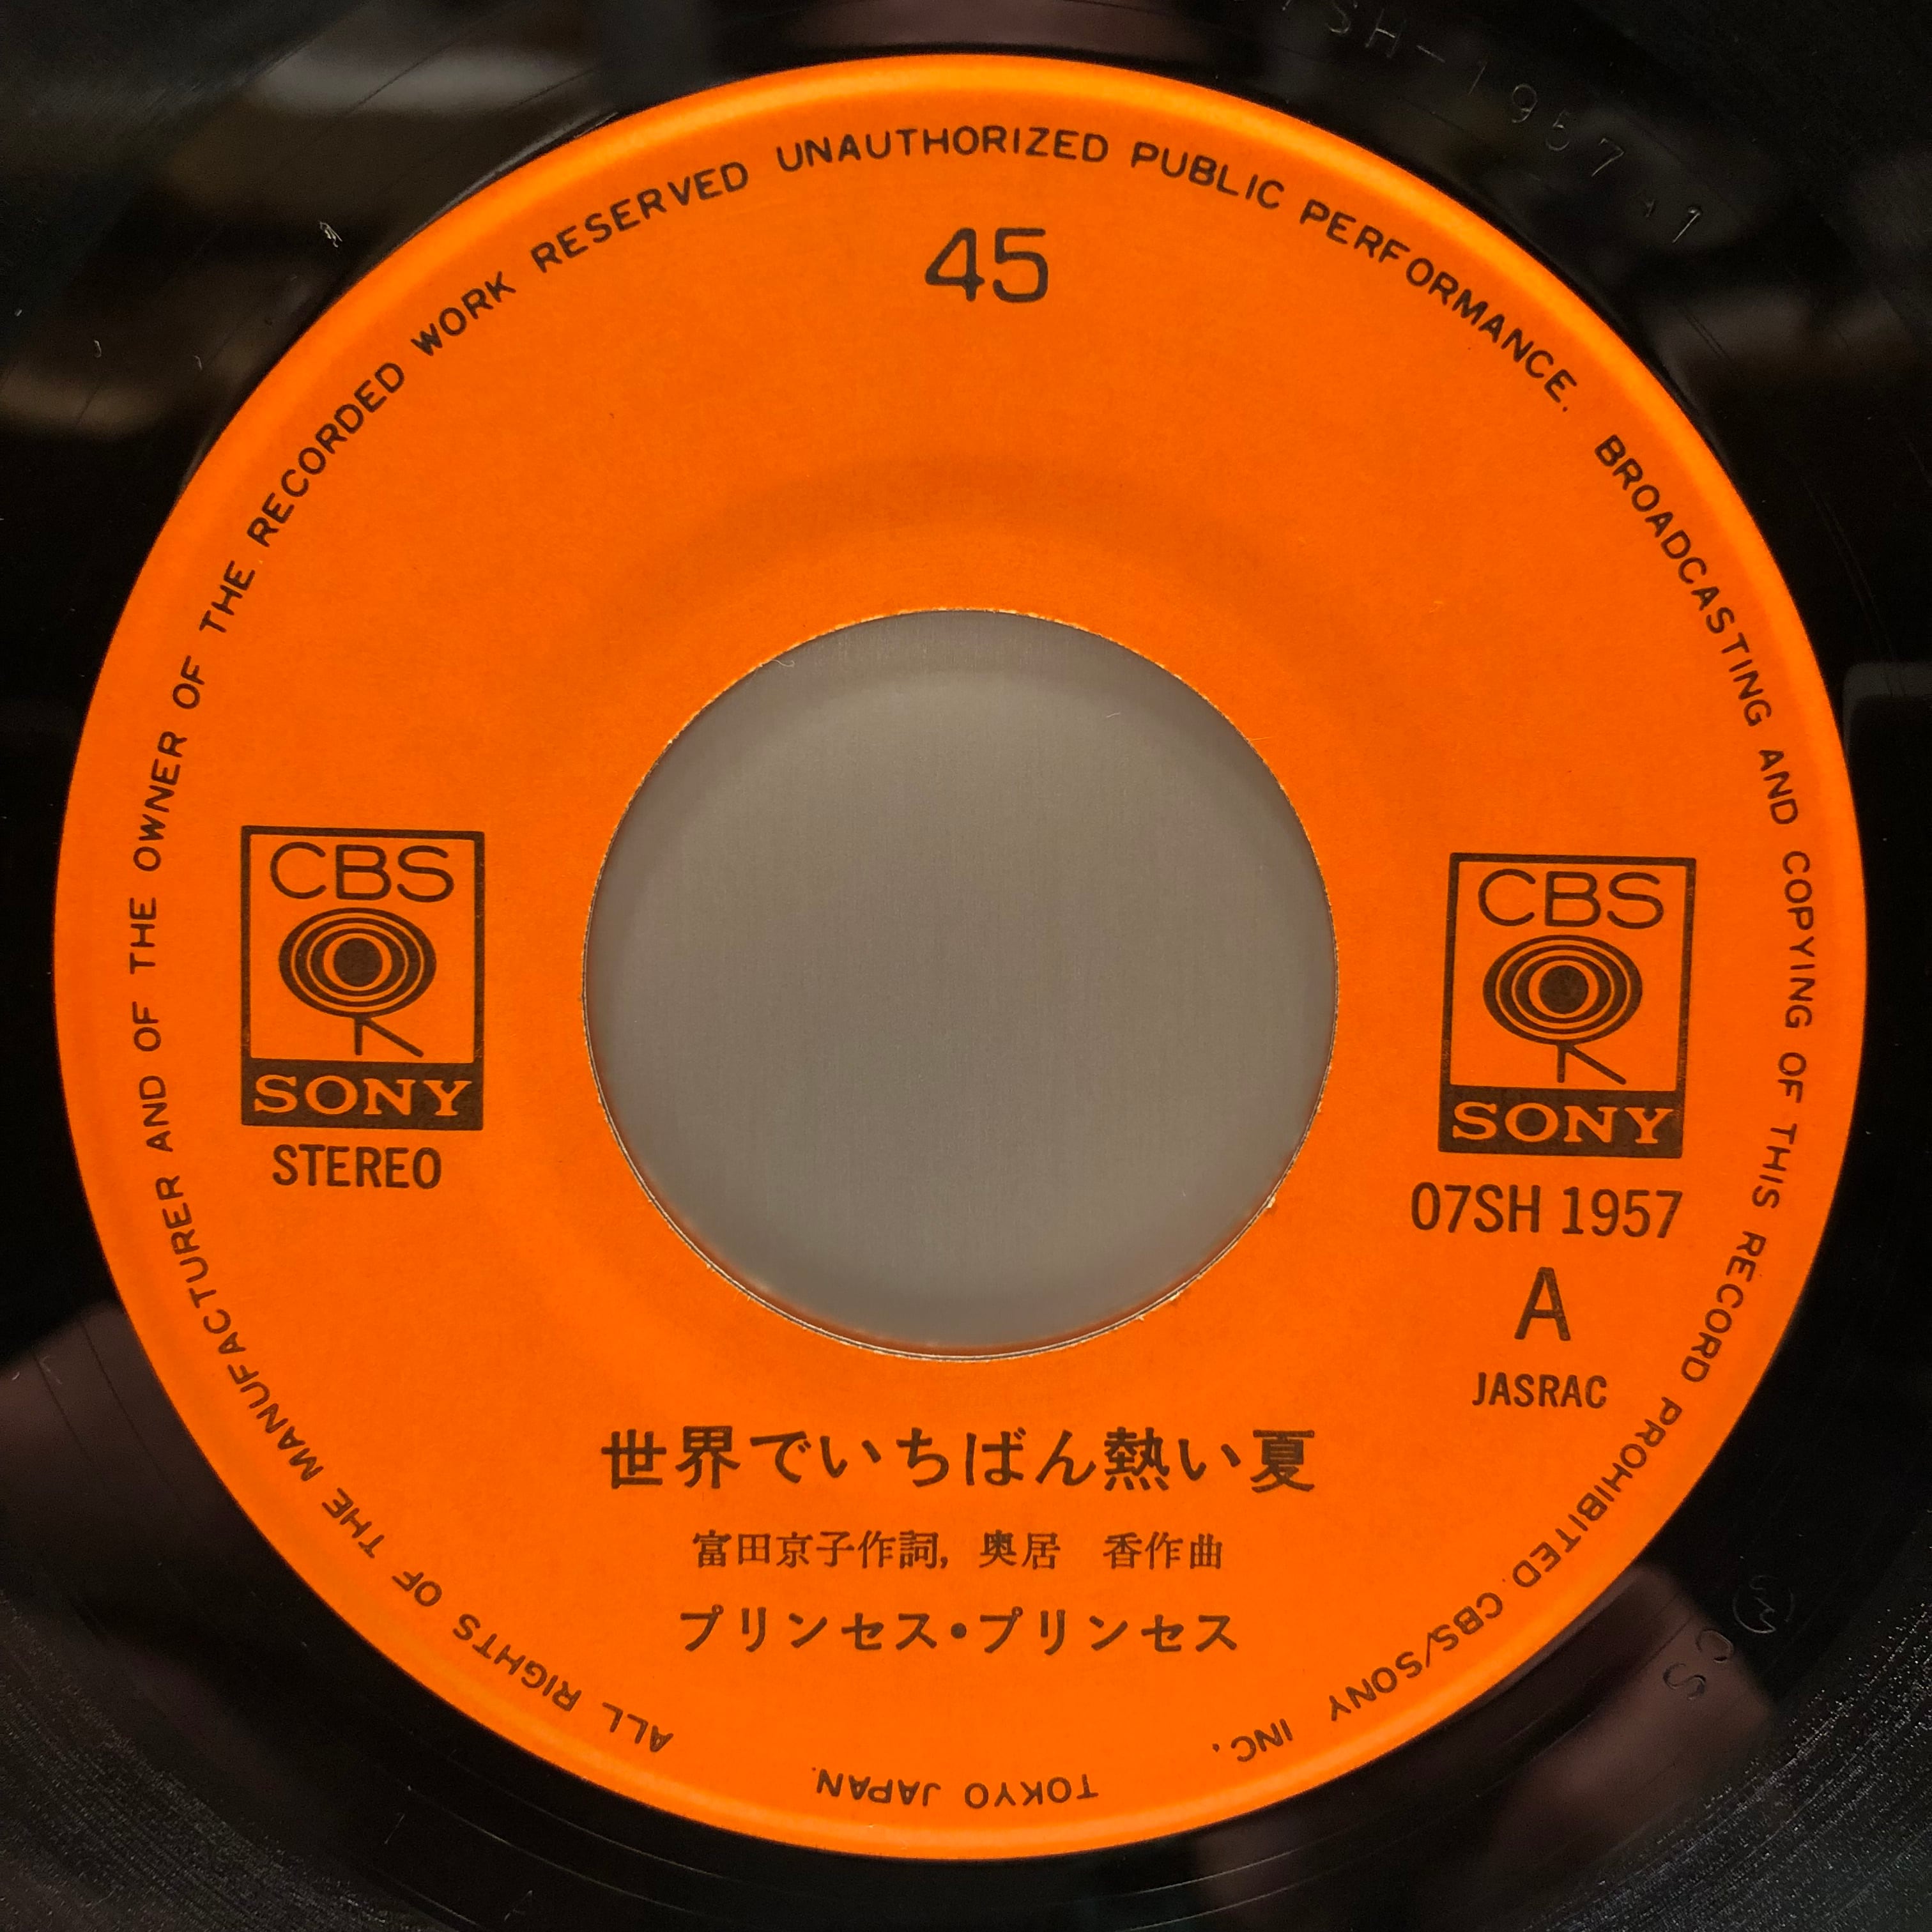 ALL RIGHTS OF THE MANUFACTURER AND OF THE OWNER OF THE RECORDED WORK RESERVED UNAUTHORIZED PUBLIC PERFORMANCE. BROADCASTING AND COPYING OF THIS RECORD PROHIBITED. CBS/SONY INC. TOKYO JAPAN.
45
CBS
SONY
STEREO
CBS
SONY
07SH 1957
A
JASRAC
世界でいちばん熱い夏
富田京子作詞, 奥居　香作曲
プリンセス・プリンセス
CS